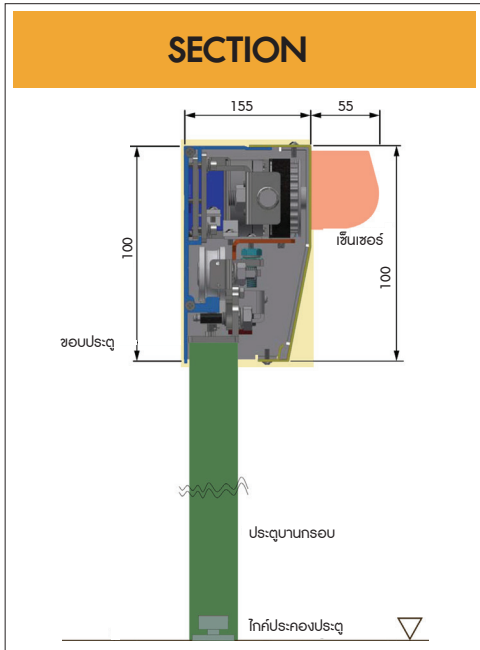 SECTION
155 55
เซ็นเซอร์
100
100
ขอบประตู
ประตูบานกรอบ
ไกค์ประคองประตู